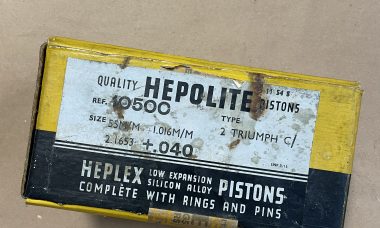 QUALITY HEPOLITE PISTONS
REF. 10500
SIZE TYPE
55M/M 1.016M/M 2 TRIUMPH C/
2.1653 +.040
HEPLEX LOW EXPANSION SILICON ALLOY PISTONS
COMPLETE WITH RINGS AND PINS